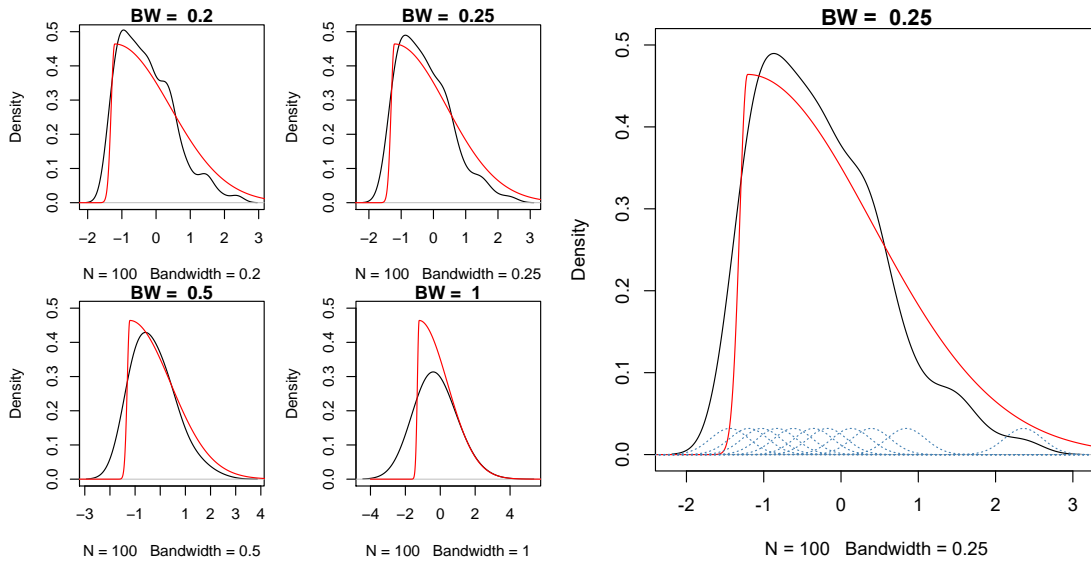 BW = 0.2
Density
0.0 0.1 0.2 0.3 0.4 0.5
−2 −1 0 1 2 3
N = 100 Bandwidth = 0.2
BW = 0.25
Density
0.0 0.1 0.2 0.3 0.4 0.5
−2 −1 0 1 2 3
N = 100 Bandwidth = 0.25
BW = 0.5
Density
0.0 0.1 0.2 0.3 0.4 0.5
−3 −1 0 1 2 3 4
N = 100 Bandwidth = 0.5
BW = 1
Density
0.0 0.1 0.2 0.3 0.4 0.5
−4 −2 0 2 4
N = 100 Bandwidth = 1
BW = 0.25
Density
0.0 0.1 0.2 0.3 0.4 0.5
-2 -1 0 1 2 3
N = 100 Bandwidth = 0.25